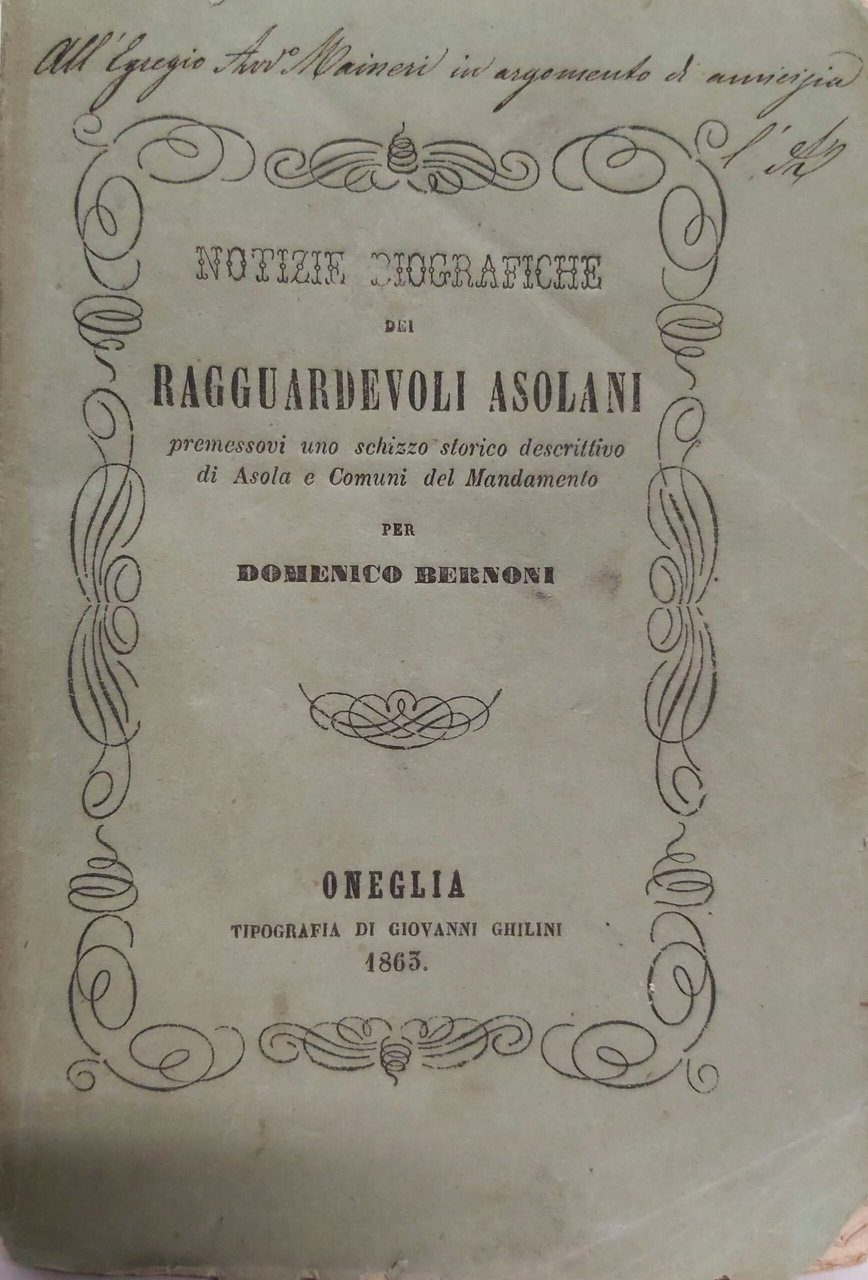 All'Egregio Avv.º Maineri in argomento di amicizia
l'A.
NOTIZIE BIOGRAFICHE
DEI
RAGGUARDEVOLI ASOLANI
premessovi uno schizzo storico descrittivo
di Asola e Comuni del Mandamento
PER
DOMENICO BERNONI
ONEGLIA
TIPOGRAFIA DI GIOVANNI GHILINI
1863.